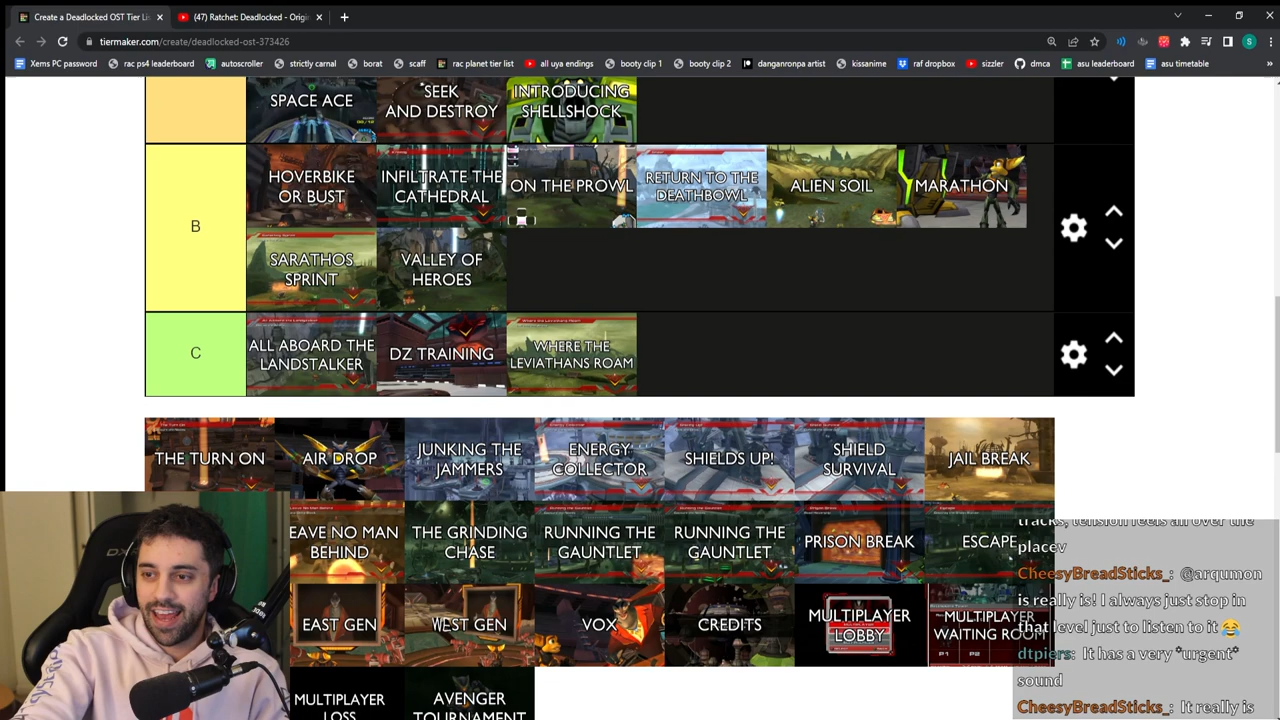 Create a Deadlocked OST Tier Lis
(47) Ratchet: Deadlocked - Origin
tiermaker.com/create/deadlocked-ost-373426
Xems PC password
rac ps4 leaderboard
autoscroller
strictly carnal
borat
scaff
rac planet tier list
all uya endings
booty clip 1
booty clip 2
danganronpa artist
kissanime
raf dropbox
sizzler
dmca
asu leaderboard
asu timetable
»
SPACE ACE
SEEK
AND DESTROY
INTRODUCING
SHELLSHOCK
B
HOVERBIKE
OR BUST
INFILTRATE THE
CATHEDRAL
ON THE PROWL
RETURN TO THE
DEATHBOWL
ALIEN SOIL
MARATHON
SARATHOS
SPRINT
VALLEY OF
HEROES
C
ALL ABOARD THE
LANDSTALKER
DZ TRAINING
WHERE THE
LEVIATHANS ROAM
THE TURN ON
AIR DROP
JUNKING THE
JAMMERS
ENERGY
COLLECTOR
SHIELDS UP!
SHIELD
SURVIVAL
JAIL BREAK
EAVE NO MAN
BEHIND
THE GRINDING
CHASE
RUNNING THE
GAUNTLET
RUNNING THE
GAUNTLET
PRISON BREAK
ESCAPE
EAST GEN
WEST GEN
VOX
CREDITS
MULTIPLAYER
LOBBY
MULTIPLAYER
WAITING ROOM
P1 P2
MULTIPLAYER
LOSS
AVENGER
TOURNAMENT
tracks, tension feels all over the
placev
CheesyBreadSticks_: @arqumon
is really is! I always just stop in
that level just to listen to it😂
dtpiers: It has a very *urgent*
sound
CheesyBreadSticks_: It really is